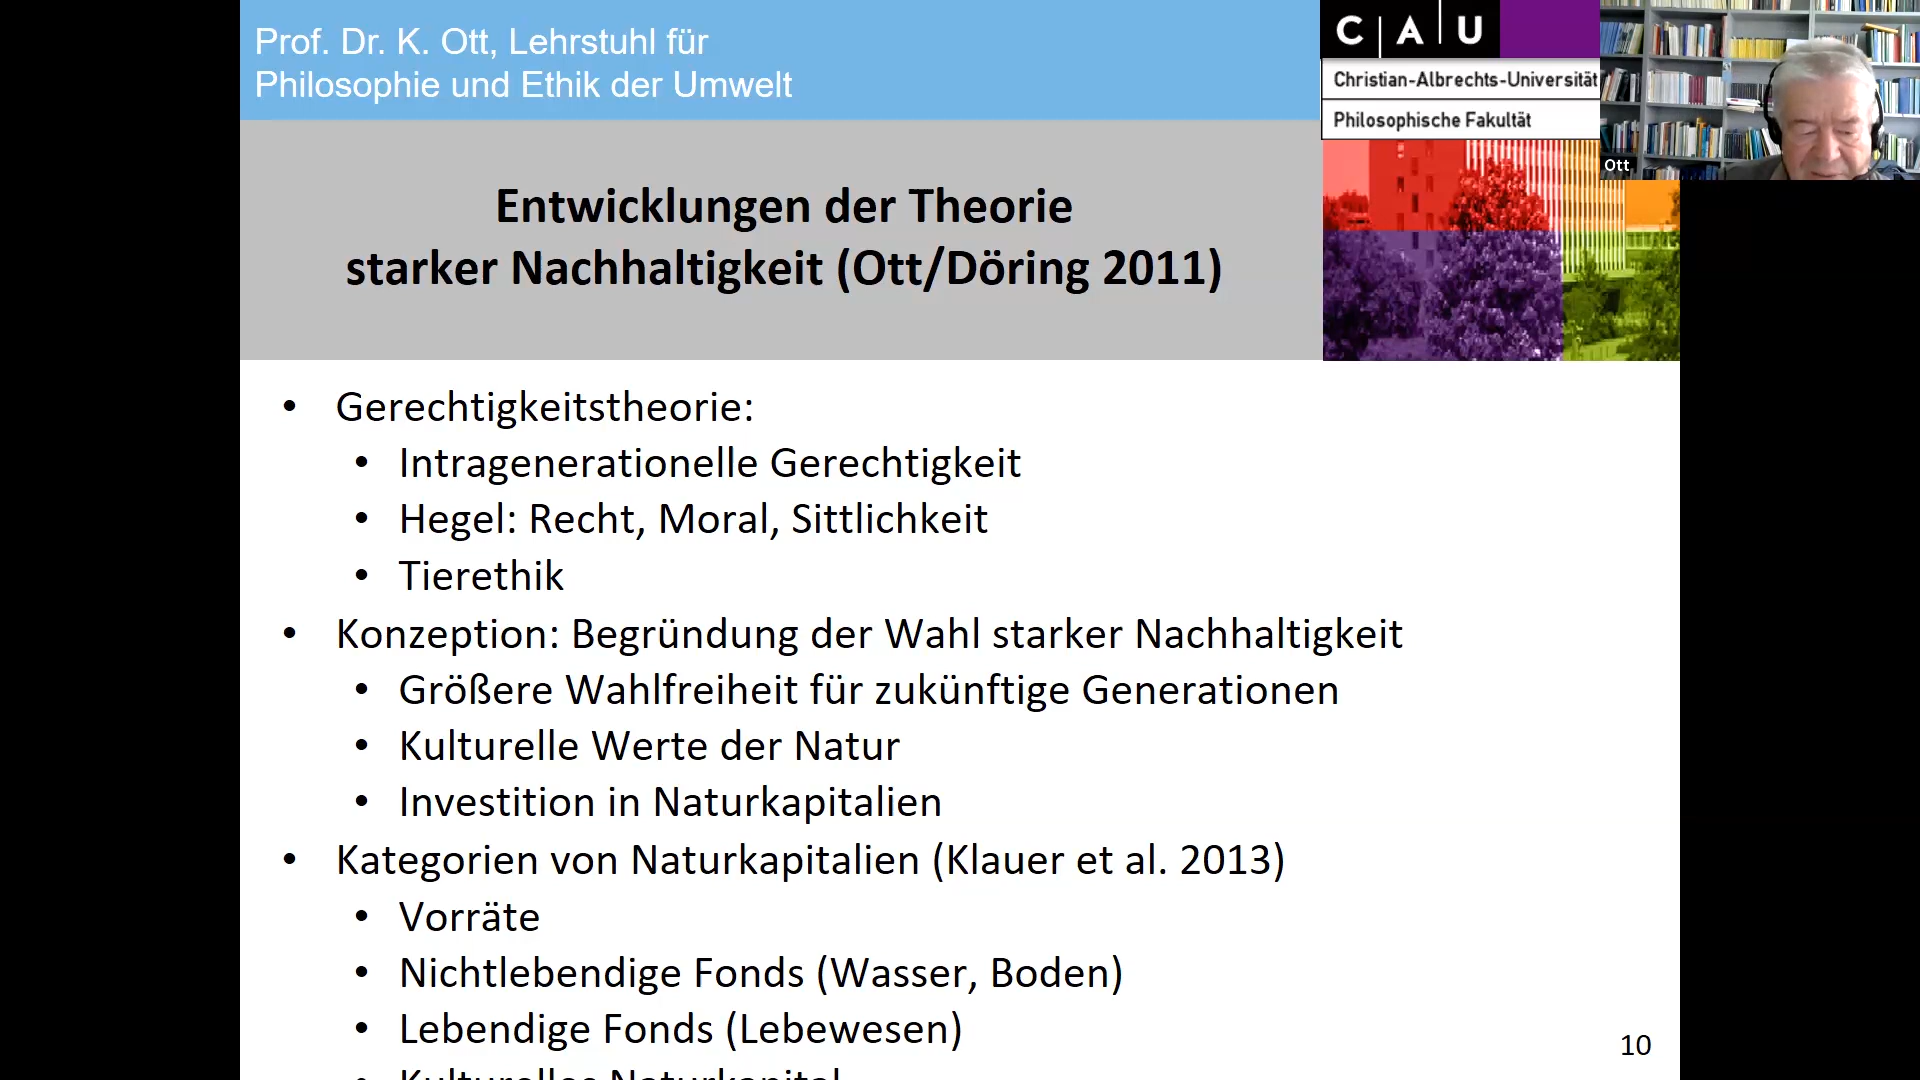 Prof. Dr. K. Ott, Lehrstuhl für
Philosophie und Ethik der Umwelt
C A U
Christian-Albrechts-Universität
Philosophische Fakultät
Ott
Entwicklungen der Theorie
starker Nachhaltigkeit (Ott/Döring 2011)
• Gerechtigkeitstheorie:
• Intragenerationelle Gerechtigkeit
• Hegel: Recht, Moral, Sittlichkeit
• Tierethik
• Konzeption: Begründung der Wahl starker Nachhaltigkeit
• Größere Wahlfreiheit für zukünftige Generationen
• Kulturelle Werte der Natur
• Investition in Naturkapitalien
• Kategorien von Naturkapitalien (Klauer et al. 2013)
• Vorräte
• Nichtlebendige Fonds (Wasser, Boden)
• Lebendige Fonds (Lebewesen)
• Kulturelles Naturkapital
10